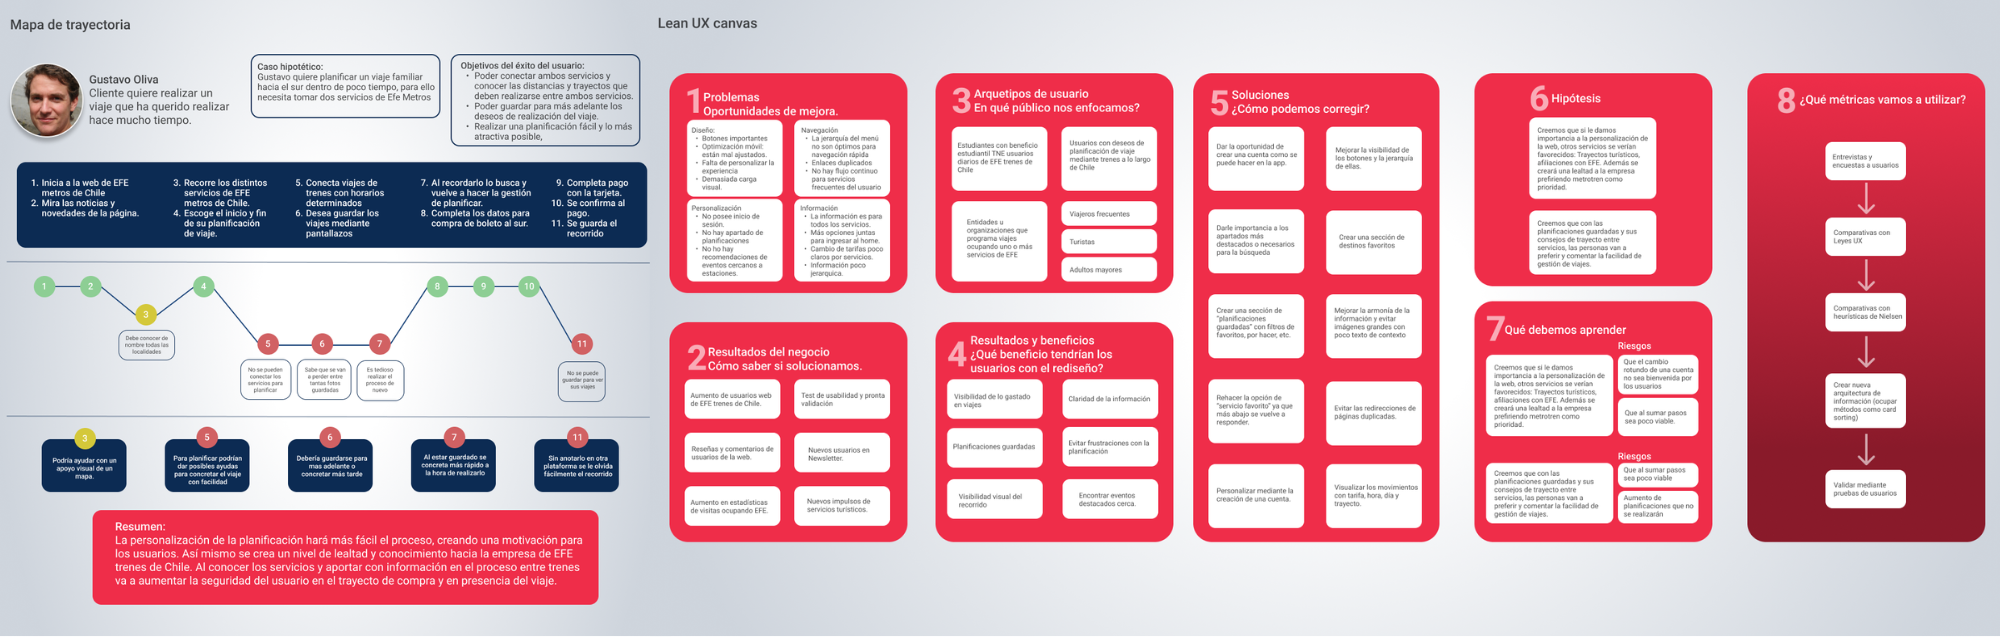 Mapa de trayectoria
Gustavo Oliva
Cliente quiere realizar un
viaje que ha querido realizar
hace mucho tiempo.
Caso hipotético:
Gustavo quiere planificar un viaje familiar
hacia el sur dentro de poco tiempo, para ello
necesita tomar dos servicios de Efe Metros
Objetivos del éxito del usuario:
• Poder conectar ambos servicios y
conocer las distancias y trayectos que
deben realizarse entre ambos servicios.
• Poder guardar para más adelante los
deseos de realización del viaje.
• Realizar una planificación fácil y lo más
atractiva posible,
1. Inicia a la web de EFE
metros de Chile
2. Mira las noticias y
novedades de la página.
3. Recorre los distintos
servicios de EFE
metros de Chile.
4. Escoge el inicio y fin
de su planificación
de viaje.
5. Conecta viajes de
trenes con horarios
determinados
6. Desea guardar los
viajes mediante
pantallazos
7. Al recordarlo lo busca y
vuelve a hacer la gestión
de planificar.
8. Completa los datos para
compra de boleto al sur.
9. Completa pago
con la tarjeta.
10. Se confirma al
pago.
11. Se guarda el
recorrido
1
2
3
4
5
6
7
8
9
10
11
Debe conocer de
nombre todas las
localidades
No se pueden
conectar los
servicios para
planificar
Sabe que se van
a perder entre
tantas fotos
guardadas
Es tedioso
realizar el
proceso de
nuevo
No se puede
guardar para ver
sus viajes
3
Podría ayudar con un
apoyo visual de un
mapa.
5
Para planificar podrían
dar posibles ayudas
para concretar el viaje
con facilidad
6
Debería guardarse para
mas adelante o
concretar más tarde
7
Al estar guardado se
concreta más rápido a
la hora de realizarlo
11
Sin anotarlo en otra
plataforma se le olvida
fácilmente el recorrido
Resumen:
La personalización de la planificación hará más fácil el proceso, creando una motivación para
los usuarios. Así mismo se crea un nivel de lealtad y conocimiento hacia la empresa de EFE
trenes de Chile. Al conocer los servicios y aportar con información en el proceso entre trenes
va a aumentar la seguridad del usuario en el trayecto de compra y en presencia del viaje.
Lean UX canvas
1 Problemas
Oportunidades de mejora.
Diseño:
• Botones importantes
• Optimización móvil:
están mal ajustados.
• Falta de personalizar la
experiencia
• Demasiada carga
visual.
Navegación
• La jerarquía del menú
no son óptimos para
navegación rápida
• Enlaces duplicados
• No hay flujo continuo
para servicios
frecuentes del usuario
Personalización
• No posee inicio de
sesión.
• No hay apartado de
planificaciones
• No ho hay
recomendaciones de
eventos cercanos a
estaciones.
Información
• La información es para
todos los servicios.
• Más opciones juntas
para ingresar al home.
• Cambio de tarifas poco
claros por servicios.
• Información poco
jerarquica.
2 Resultados del negocio
Cómo saber si solucionamos.
Aumento de usuarios web
de EFE trenes de Chile.
Test de usabilidad y pronta
validación
Reseñas y comentarios de
usuarios de la web.
Nuevos usuarios en
Newsletter.
Aumento en estadísticas
de visitas ocupando EFE.
Nuevos impulsos de
servicios turísticos.
3 Arquetipos de usuario
En qué público nos enfocamos?
Estudiantes con beneficio
estudiantil TNE usuarios
diarios de EFE trenes de
Chile
Usuarios con deseos de
planificación de viaje
mediante trenes a lo largo
de Chile
Entidades u
organizaciones que
programa viajes
ocupando uno o más
servicios de EFE
Viajeros frecuentes
Turistas
Adultos mayores
4 Resultados y beneficios
¿Qué beneficio tendrían los
usuarios con el rediseño?
Visibilidad de lo gastado
en viajes
Claridad de la información
Planificaciones guardadas
Evitar frustraciones con la
planificación
Visibilidad visual del
recorrido
Encontrar eventos
destacados cerca.
5 Soluciones
¿Cómo podemos corregir?
Dar la oportunidad de
crear una cuenta como se
puede hacer en la app.
Mejorar la visibilidad de
los botones y la jerarquía
de ellas.
Darle importancia a los
apartados más
destacados o necesarios
para la búsqueda
Crear una sección de
destinos favoritos
Crear una sección de
"planificaciones
guardadas" con filtros de
favoritos, por hacer, etc.
Mejorar la armonía de la
información y evitar
imágenes grandes con
poco texto de contexto
Rehacer la opción de
"servicio favorito" ya que
más abajo se vuelve a
responder.
Evitar las redirecciones de
páginas duplicadas.
Personalizar mediante la
creación de una cuenta.
Visualizar los movimientos
con tarifa, hora, día y
trayecto.
6 Hipótesis
Creemos que si le damos
importancia a la personalización de
la web, otros servicios se verían
favorecidos: Trayectos turísticos,
afiliaciones con EFE. Además se
creará una lealtad a la empresa
prefiriendo metrotren como
prioridad.
Creemos que con las
planificaciones guardadas y sus
consejos de trayecto entre
servicios, las personas van a
preferir y comentar la facilidad de
gestión de viajes.
7 Qué debemos aprender
Riesgos
Creemos que si le damos
importancia a la personalización de
la web, otros servicios se verían
favorecidos: Trayectos turísticos,
afiliaciones con EFE. Además se
creará una lealtad a la empresa
prefiriendo metrotren como
prioridad.
Que el cambio
rotundo de una cuenta
no sea bienvenida por
los usuarios
Que al sumar pasos
sea poco viable.
Riesgos
Creemos que con las
planificaciones guardadas y sus
consejos de trayecto entre
servicios, las personas van a
preferir y comentar la facilidad de
gestión de viajes.
Que al sumar pasos
sea poco viable
Aumento de
planificaciones que no
se realizarán
8 ¿Qué métricas vamos a utilizar?
Entrevistas y
encuestas a usuarios
Comparativas con
Leyes UX
Comparativas con
heurísticas de Nielsen
Crear nueva
arquitectura de
información (ocupar
métodos como card
sorting)
Validar mediante
pruebas de usuarios